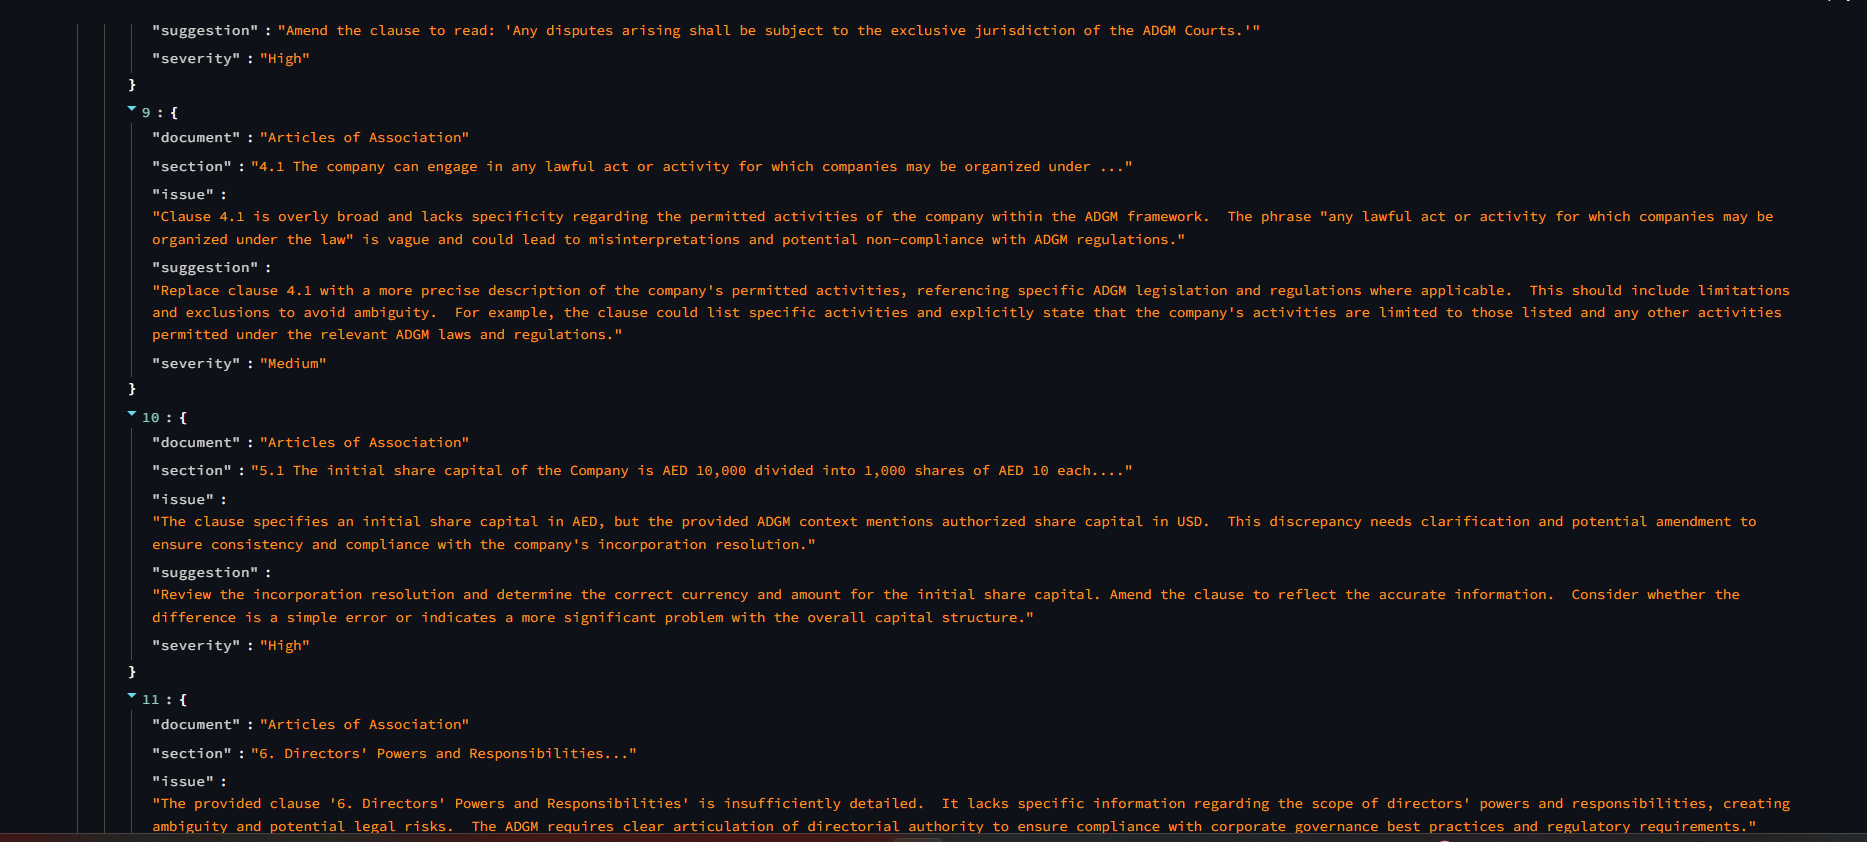 "suggestion" : "Amend the clause to read: 'Any disputes arising shall be subject to the exclusive jurisdiction of the ADGM Courts.'"
"severity" : "High"
}
9 : {
"document" : "Articles of Association"
"section" : "4.1 The company can engage in any lawful act or activity for which companies may be organized under ..."
"issue" :
"Clause 4.1 is overly broad and lacks specificity regarding the permitted activities of the company within the ADGM framework.  The phrase "any lawful act or activity for which companies may be
organized under the law" is vague and could lead to misinterpretations and potential non-compliance with ADGM regulations."
"suggestion" :
"Replace clause 4.1 with a more precise description of the company's permitted activities, referencing specific ADGM legislation and regulations where applicable.  This should include limitations
and exclusions to avoid ambiguity.  For example, the clause could list specific activities and explicitly state that the company's activities are limited to those listed and any other activities
permitted under the relevant ADGM laws and regulations."
"severity" : "Medium"
}
10 : {
"document" : "Articles of Association"
"section" : "5.1 The initial share capital of the Company is AED 10,000 divided into 1,000 shares of AED 10 each...."
"issue" :
"The clause specifies an initial share capital in AED, but the provided ADGM context mentions authorized share capital in USD.  This discrepancy needs clarification and potential amendment to
ensure consistency and compliance with the company's incorporation resolution."
"suggestion" :
"Review the incorporation resolution and determine the correct currency and amount for the initial share capital. Amend the clause to reflect the accurate information.  Consider whether the
difference is a simple error or indicates a more significant problem with the overall capital structure."
"severity" : "High"
}
11 : {
"document" : "Articles of Association"
"section" : "6. Directors' Powers and Responsibilities..."
"issue" :
"The provided clause '6. Directors' Powers and Responsibilities' is insufficiently detailed.  It lacks specific information regarding the scope of directors' powers and responsibilities, creating
ambiguity and potential legal risks.  The ADGM requires clear articulation of directorial authority to ensure compliance with corporate governance best practices and regulatory requirements."